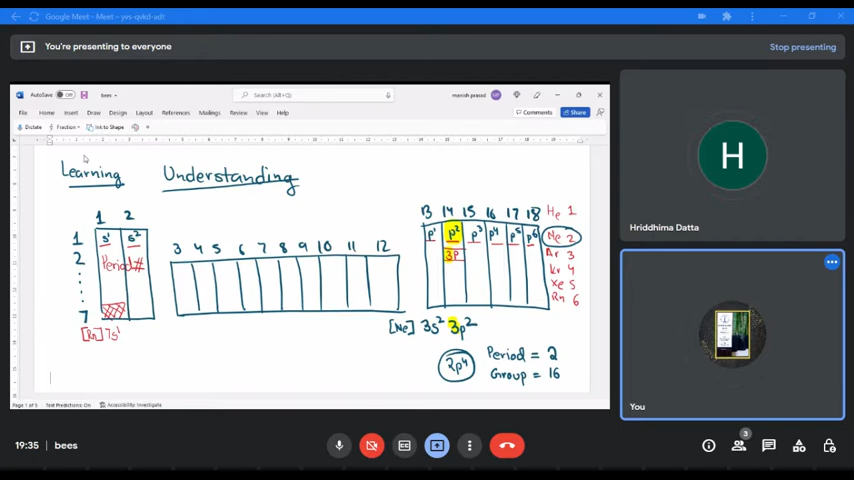 Google Meet - Meet – yvs-qvkd-xdt
You're presenting to everyone
Stop presenting
AutoSave Off bees
Search (Alt+Q)
manish prasad MP
File Home Insert Draw Design Layout References Mailings Review View Help
Comments Share
Dictate Fraction Ink to Shape
Learning Understanding
1 2
13 14 15 16 17 18 He 1
1 s¹ s² p¹ p² p³ p⁴ p⁵ p⁶ Ne 2
3 4 5 6 7 8 9 10 11 12
2 Period# 3p Ar 3
Kr 4
Xe 5
Rn 6
7
[Rn] 7s¹
[Ne] 3s² 3p²
2p⁴ Period = 2
Group = 16
Page 1 of 5 Text Predictions: On Accessibility: Investigate
H
Hriddhima Datta
You
19:35 bees
3